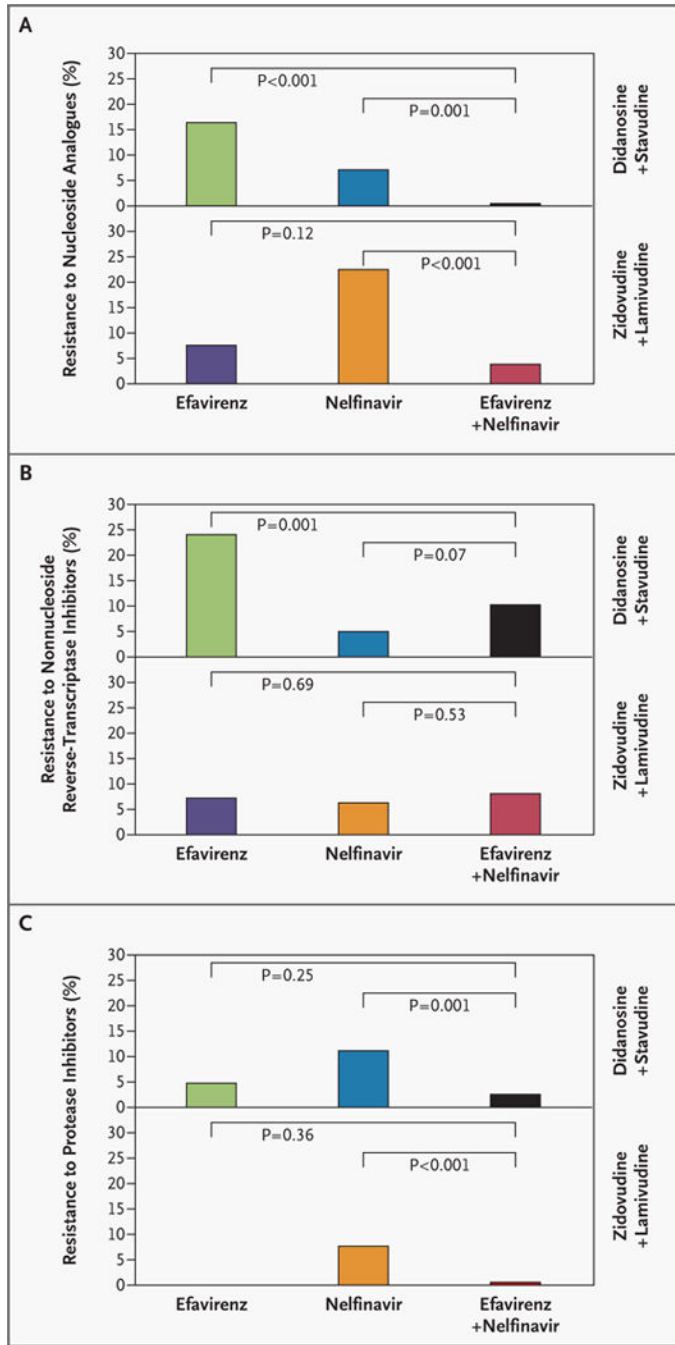 A
Resistance to Nucleoside Analogues (%)
30
25
20
15
10
5
0
P<0.001
P=0.001
Didanosine
+Stavudine
30
25
20
15
10
5
0
P=0.12
P<0.001
Zidovudine
+Lamivudine
Efavirenz
Nelfinavir
Efavirenz
+Nelfinavir
B
Resistance to Nonnucleoside
Reverse-Transcriptase Inhibitors (%)
30
25
20
15
10
5
0
P=0.001
P=0.07
Didanosine
+Stavudine
30
25
20
15
10
5
0
P=0.69
P=0.53
Zidovudine
+Lamivudine
Efavirenz
Nelfinavir
Efavirenz
+Nelfinavir
C
Resistance to Protease Inhibitors (%)
30
25
20
15
10
5
0
P=0.25
P=0.001
Didanosine
+Stavudine
30
25
20
15
10
5
0
P=0.36
P<0.001
Zidovudine
+Lamivudine
Efavirenz
Nelfinavir
Efavirenz
+Nelfinavir